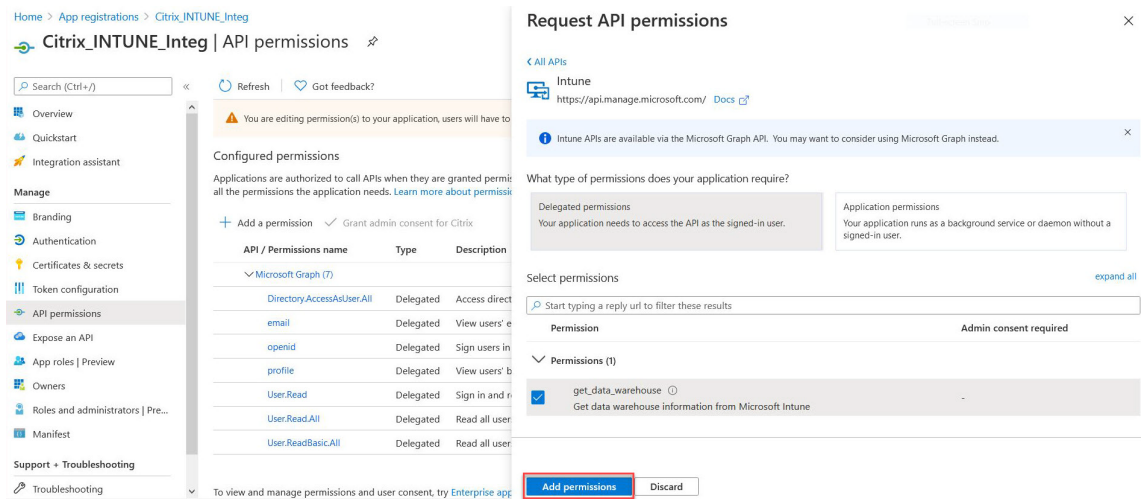 Home > App registrations > Citrix_INTUNE_Integ
Citrix_INTUNE_Integ | API permissions
Search (Ctrl+/)
«
Overview
Quickstart
Integration assistant
Manage
Branding
Authentication
Certificates & secrets
Token configuration
API permissions
Expose an API
App roles | Preview
Owners
Roles and administrators | Pre...
Manifest
Support + Troubleshooting
Troubleshooting
Refresh
Got feedback?
You are editing permission(s) to your application, users will have to
Configured permissions
Applications are authorized to call APIs when they are granted permis
all the permissions the application needs. Learn more about permissio
Add a permission
Grant admin consent for Citrix
API / Permissions name Type Description
Microsoft Graph (7)
Directory.AccessAsUser.All Delegated Access direct
email Delegated View users' e
openid Delegated Sign users in
profile Delegated View users' b
User.Read Delegated Sign in and r
User.Read.All Delegated Read all user
User.ReadBasic.All Delegated Read all user
To view and manage permissions and user consent, try Enterprise app
Request API permissions
All APIs
Intune
https://api.manage.microsoft.com/ Docs
Intune APIs are available via the Microsoft Graph API. You may want to consider using Microsoft Graph instead.
What type of permissions does your application require?
Delegated permissions
Your application needs to access the API as the signed-in user.
Application permissions
Your application runs as a background service or daemon without a
signed-in user.
Select permissions
expand all
Start typing a reply url to filter these results
Permission Admin consent required
Permissions (1)
get_data_warehouse
Get data warehouse information from Microsoft Intune
-
Add permissions
Discard